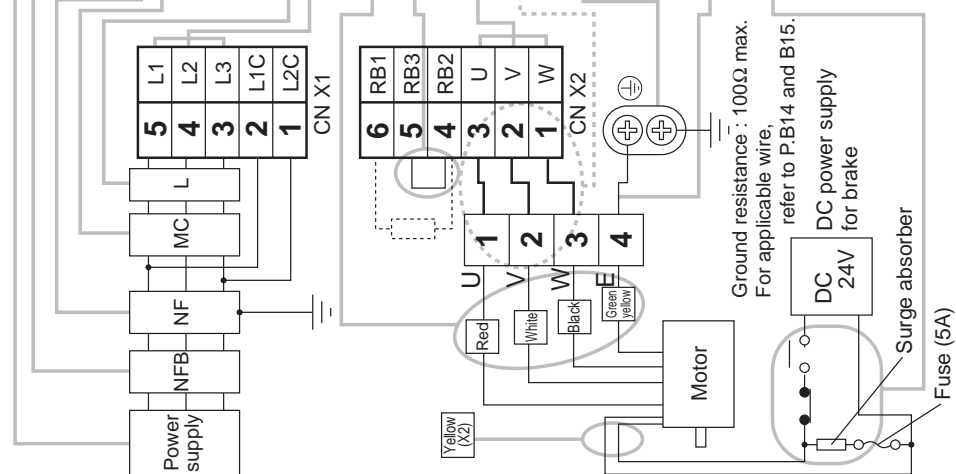 L1
L2
L3
L1C
L2C
5
4
3
2
1
CN X1
RB1
RB3
RB2
U
V
W
6
5
4
3
2
1
CN X2
L
MC
NF
NFB
Power
supply
1
2
3
4
U
V
W
E
Red
White
Black
Green
yellow
Yellow
(X2)
Motor
Ground resistance : 100Ω max.
For applicable wire,
refer to P.B14 and B15.
DC power supply
for brake
DC
24V
Surge absorber
Fuse (5A)